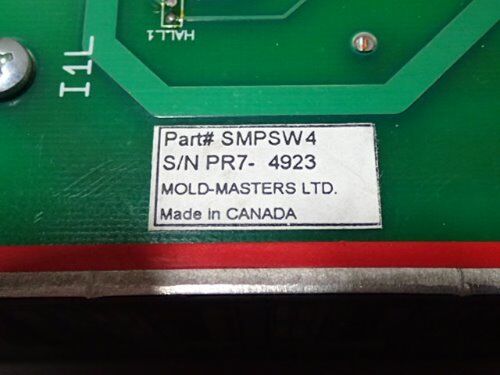 HALL1
I1L
Part# SMPSW4
S/N PR7- 4923
MOLD-MASTERS LTD.
Made in CANADA